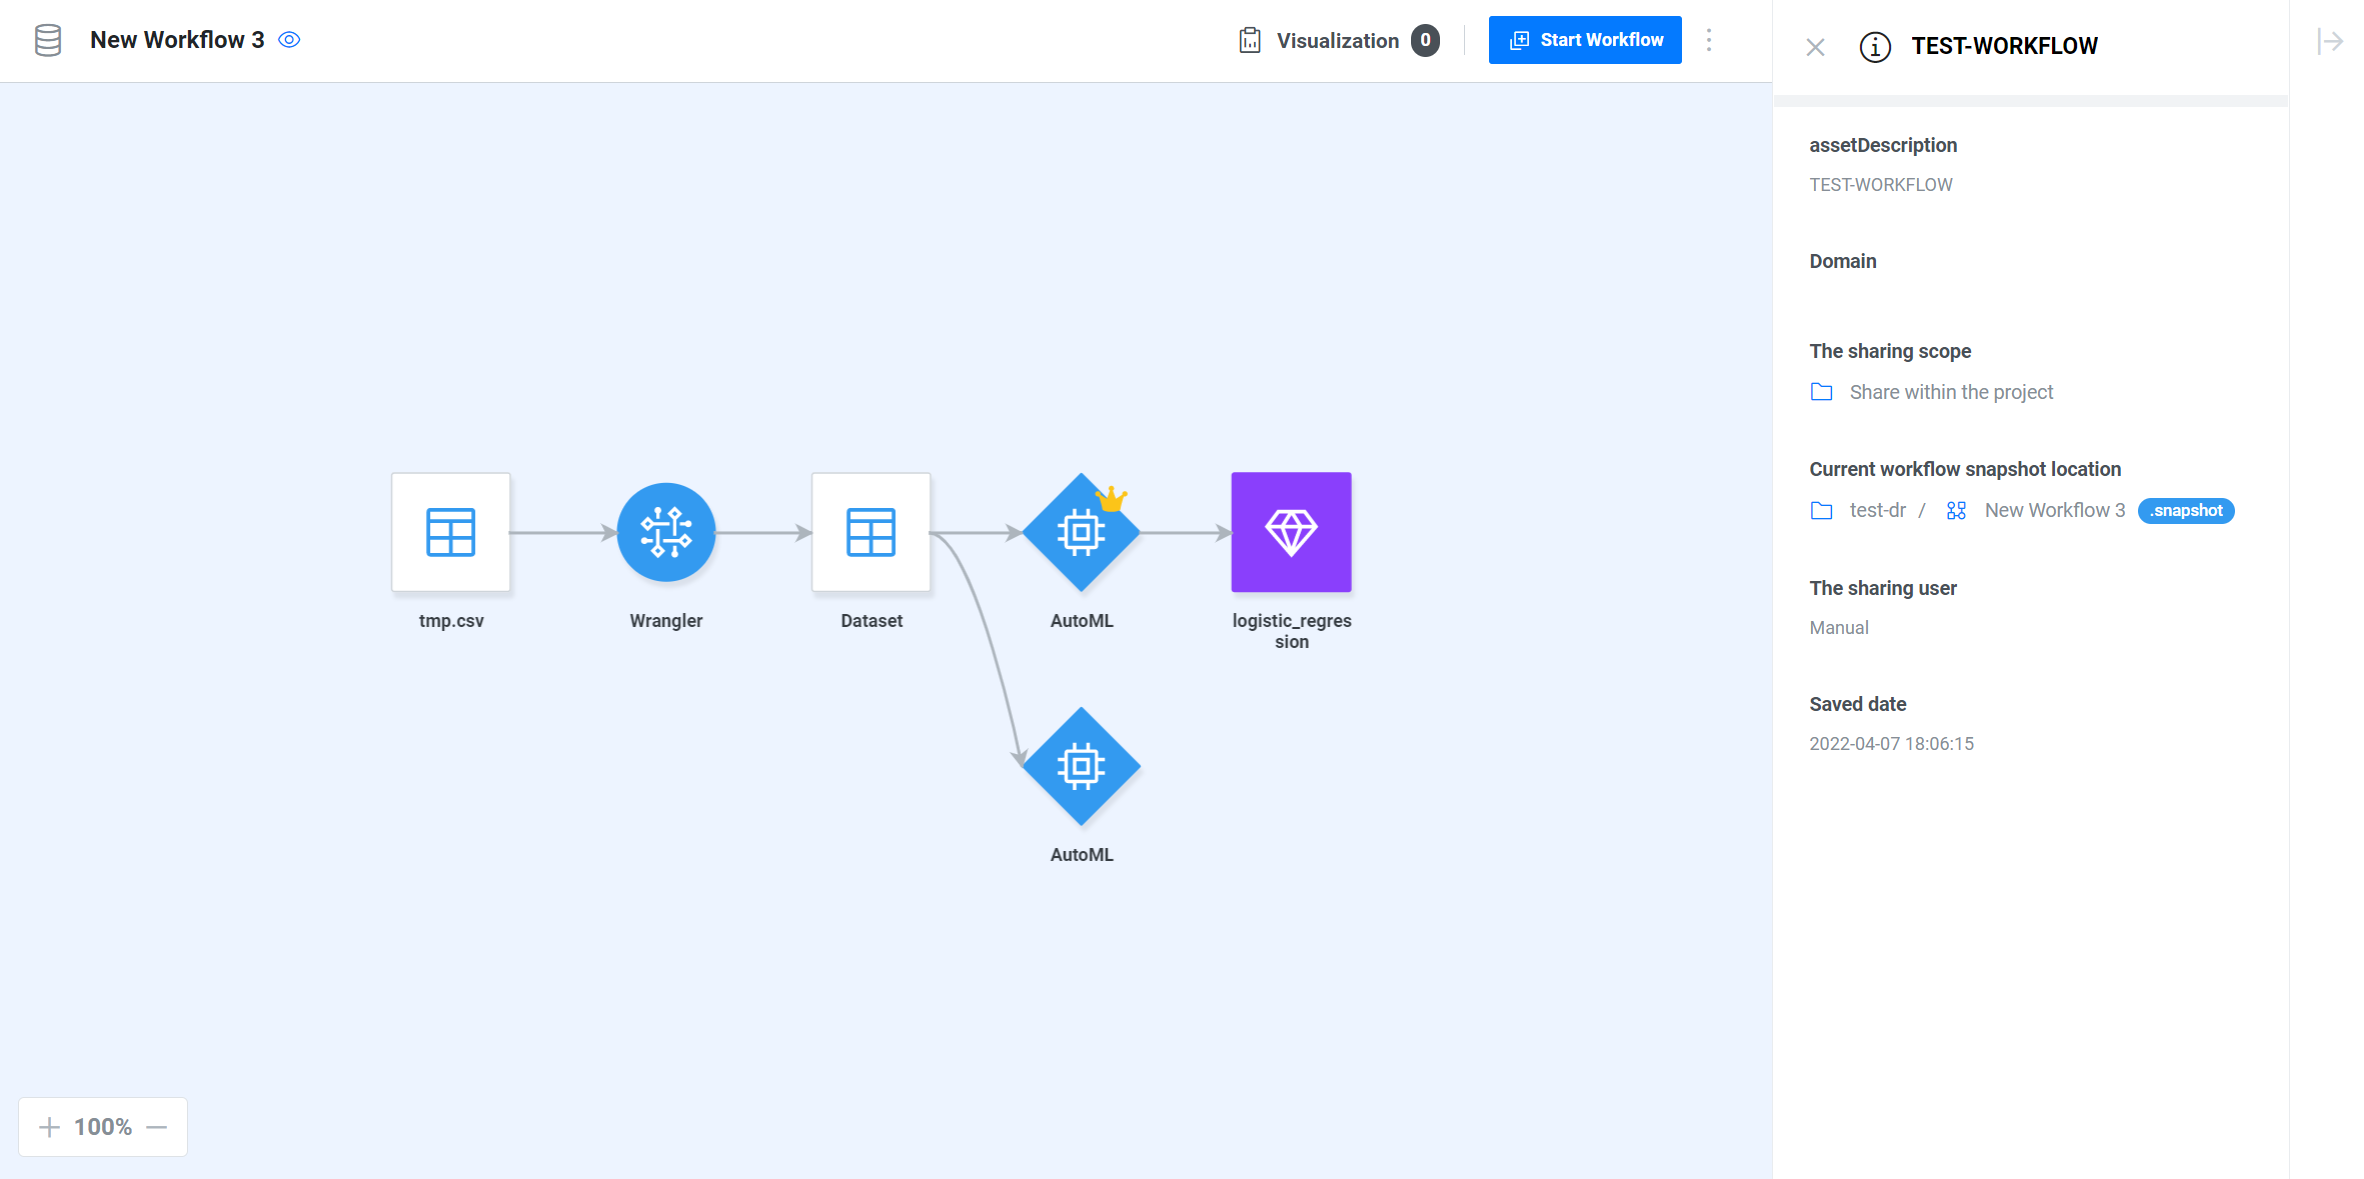 New Workflow 3
Visualization 0
Start Workflow
tmp.csv
Wrangler
Dataset
AutoML
logistic_regres
sion
AutoML
100%
TEST-WORKFLOW
assetDescription
TEST-WORKFLOW
Domain
The sharing scope
Share within the project
Current workflow snapshot location
test-dr / New Workflow 3 .snapshot
The sharing user
Manual
Saved date
2022-04-07 18:06:15